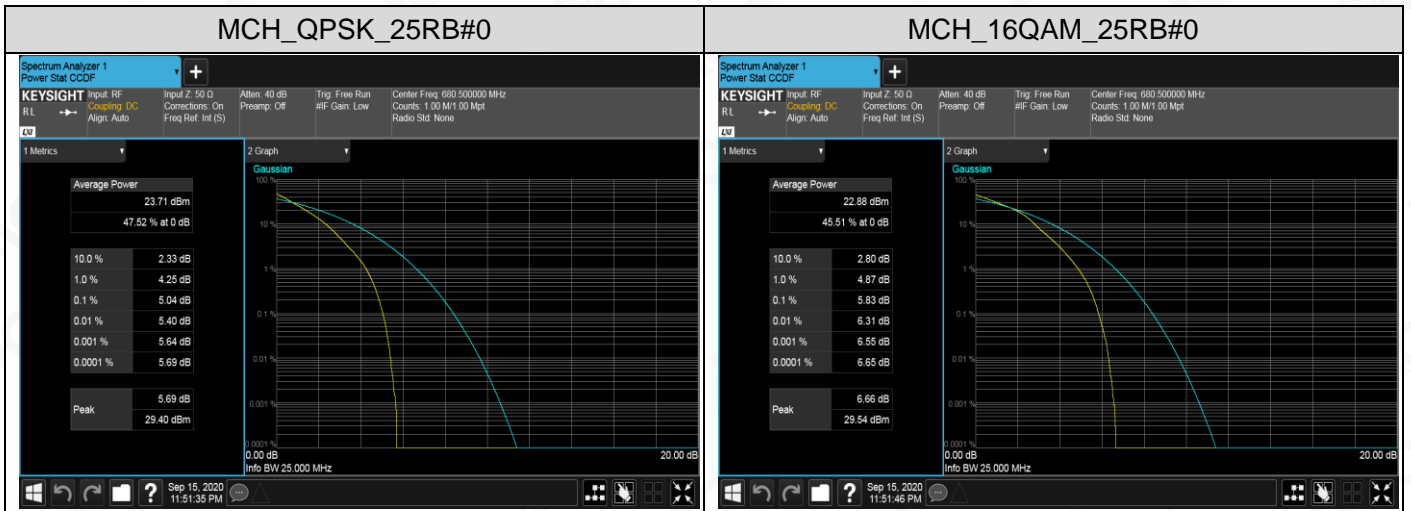 MCH_QPSK_25RB#0
Spectrum Analyzer 1
Power Stat CCDF
+
KEYSIGHT
RL
LXI
Input: RF
Coupling: DC
Align: Auto
Input Z: 50 Ω
Corrections: On
Freq Ref: Int (S)
Atten: 40 dB
Preamp: Off
Trig: Free Run
#IF Gain: Low
Center Freq: 680.500000 MHz
Counts: 1.00 M/1.00 Mpt
Radio Std: None
1 Metrics
Average Power
23.71 dBm
47.52 % at 0 dB
10.0 % 2.33 dB
1.0 % 4.25 dB
0.1 % 5.04 dB
0.01 % 5.40 dB
0.001 % 5.64 dB
0.0001 % 5.69 dB
Peak
5.69 dB
29.40 dBm
2 Graph
Gaussian
100 %
10 %
1 %
0.1 %
0.01 %
0.001 %
0.0001 %
0.00 dB 20.00 dB
Info BW 25.000 MHz
?
Sep 15, 2020
11:51:35 PM
MCH_16QAM_25RB#0
Spectrum Analyzer 1
Power Stat CCDF
+
KEYSIGHT
RL
LXI
Input: RF
Coupling: DC
Align: Auto
Input Z: 50 Ω
Corrections: On
Freq Ref: Int (S)
Atten: 40 dB
Preamp: Off
Trig: Free Run
#IF Gain: Low
Center Freq: 680.500000 MHz
Counts: 1.00 M/1.00 Mpt
Radio Std: None
1 Metrics
Average Power
22.88 dBm
45.51 % at 0 dB
10.0 % 2.80 dB
1.0 % 4.87 dB
0.1 % 5.83 dB
0.01 % 6.31 dB
0.001 % 6.55 dB
0.0001 % 6.65 dB
Peak
6.66 dB
29.54 dBm
2 Graph
Gaussian
100 %
10 %
1 %
0.1 %
0.01 %
0.001 %
0.0001 %
0.00 dB 20.00 dB
Info BW 25.000 MHz
?
Sep 15, 2020
11:51:46 PM